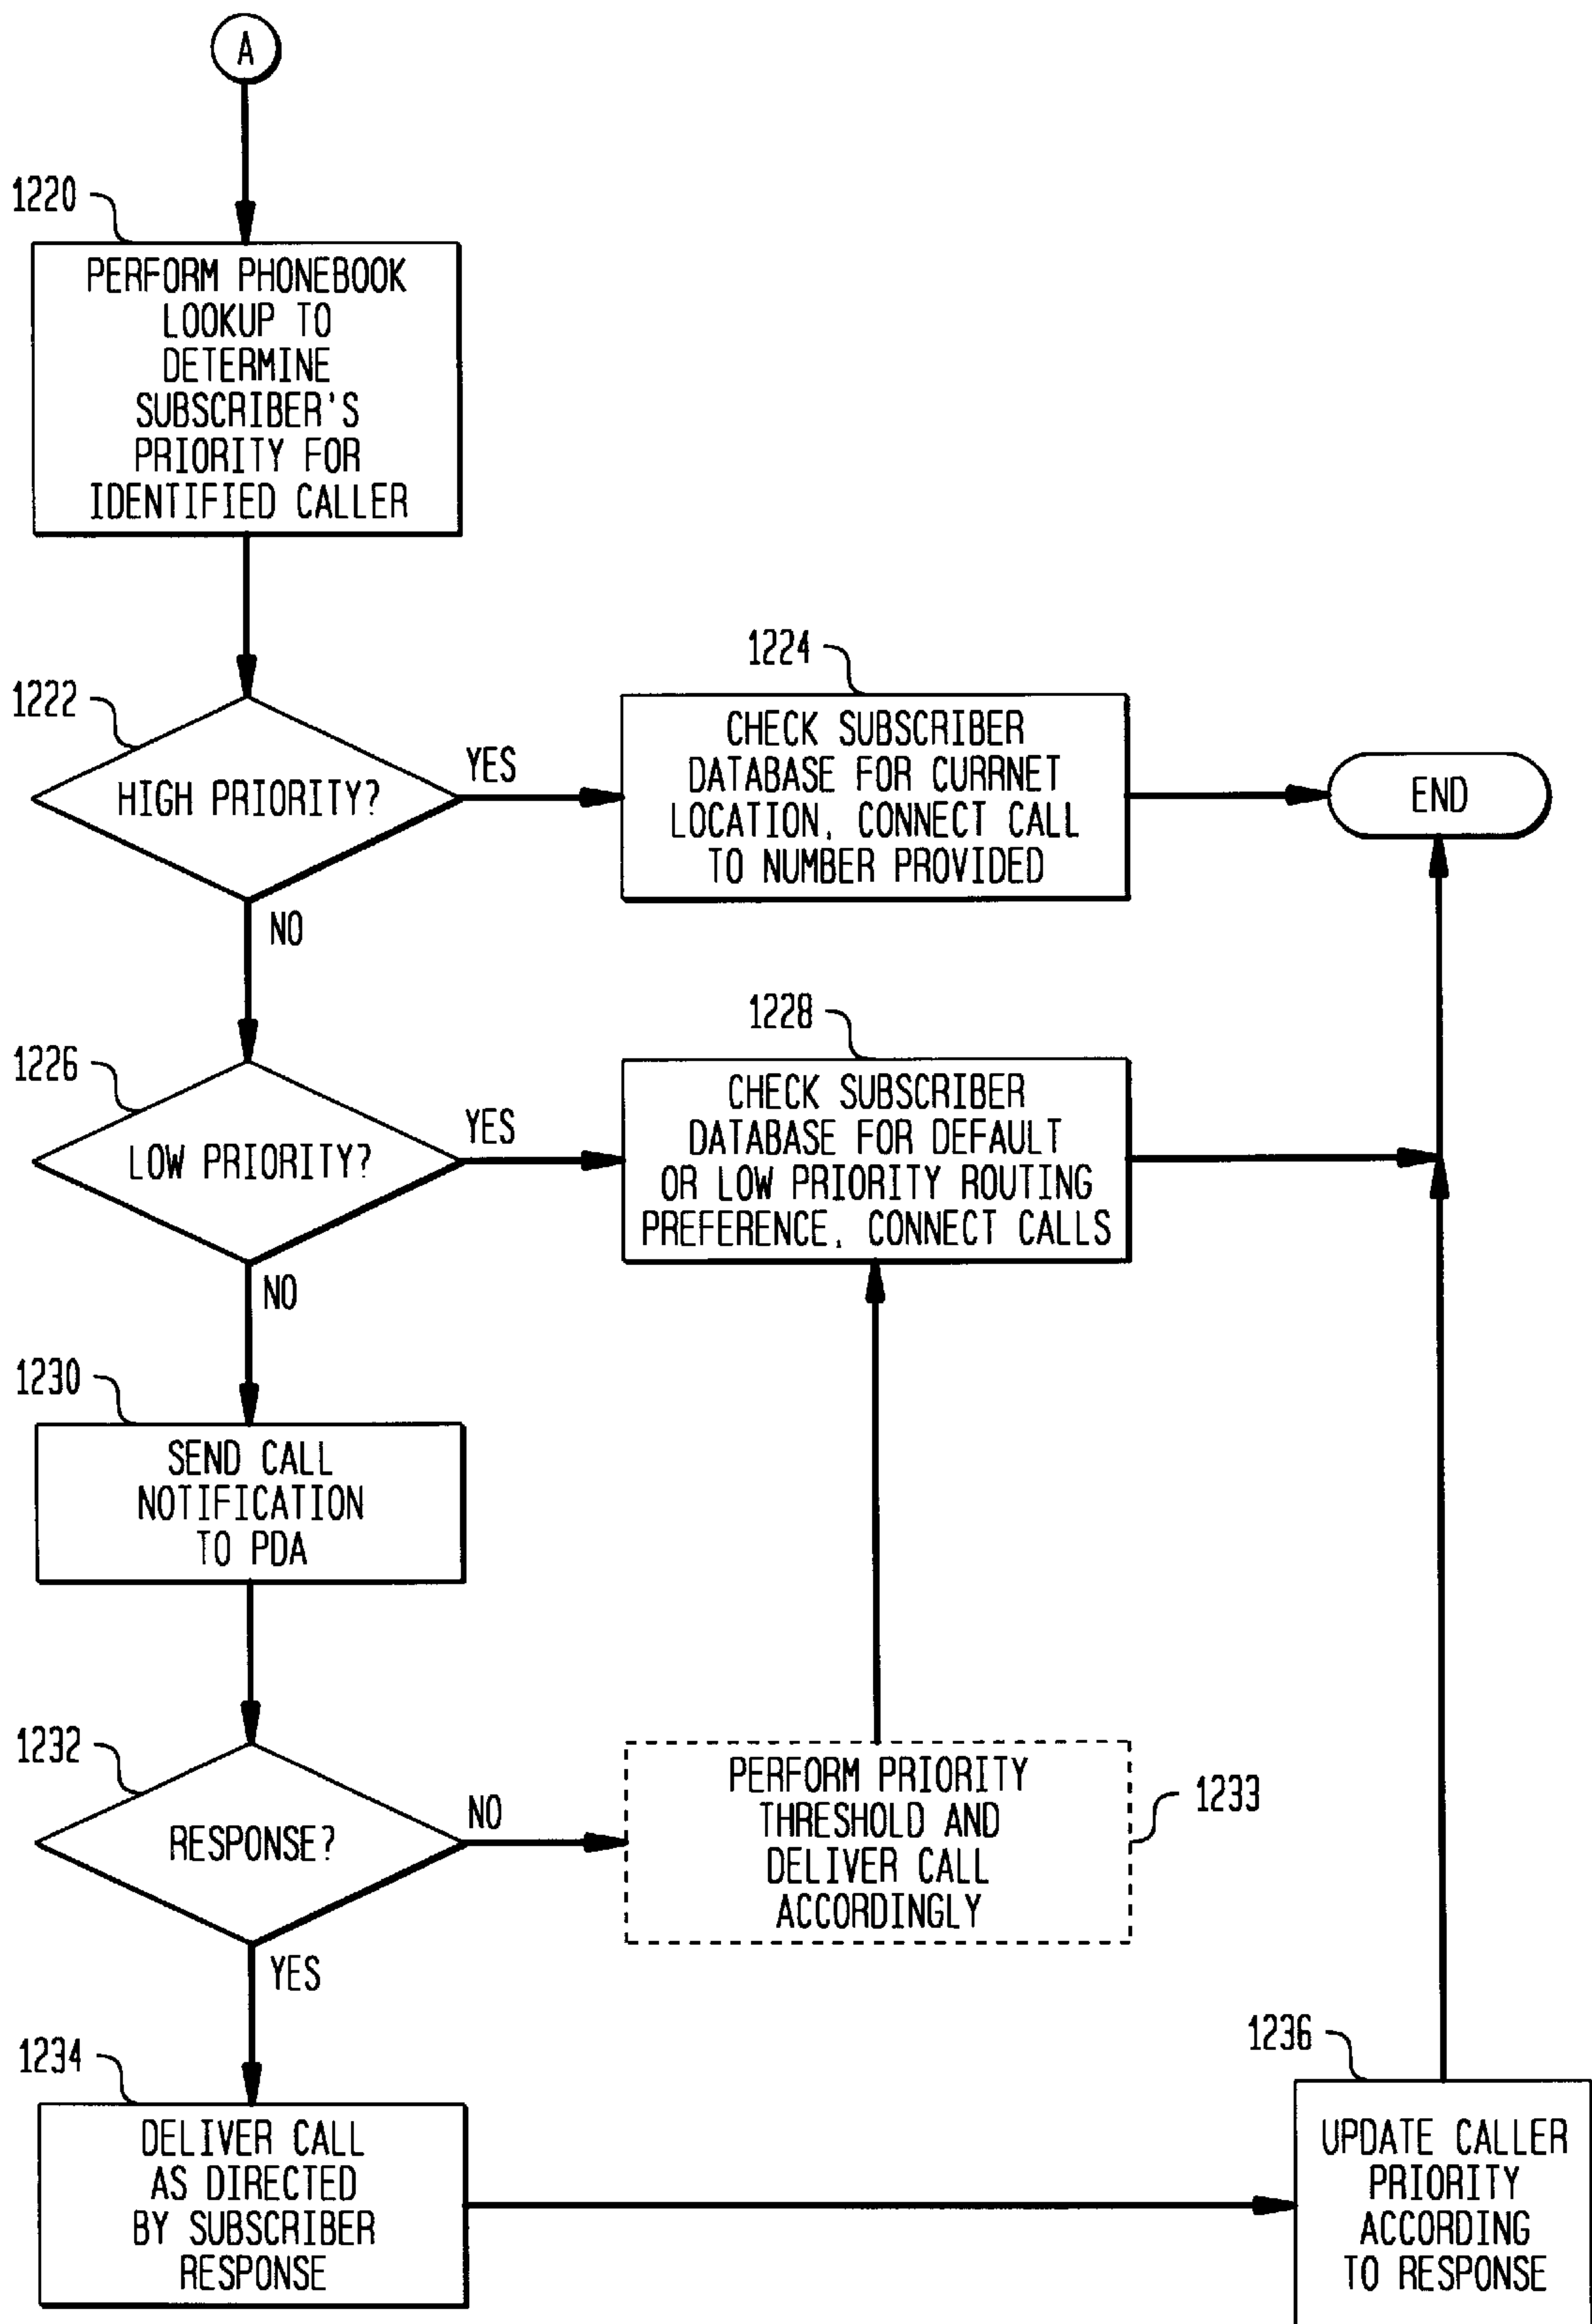 A
1220
PERFORM PHONEBOOK
LOOKUP TO
DETERMINE
SUBSCRIBER'S
PRIORITY FOR
IDENTIFIED CALLER
1222
HIGH PRIORITY?
YES
NO
1224
CHECK SUBSCRIBER
DATABASE FOR CURRNET
LOCATION, CONNECT CALL
TO NUMBER PROVIDED
END
1226
LOW PRIORITY?
YES
NO
1228
CHECK SUBSCRIBER
DATABASE FOR DEFAULT
OR LOW PRIORITY ROUTING
PREFERENCE, CONNECT CALLS
1230
SEND CALL
NOTIFICATION
TO PDA
1232
RESPONSE?
NO
YES
PERFORM PRIORITY
THRESHOLD AND
DELIVER CALL
ACCORDINGLY
1233
1234
DELIVER CALL
AS DIRECTED
BY SUBSCRIBER
RESPONSE
1236
UPDATE CALLER
PRIORITY
ACCORDING
TO RESPONSE